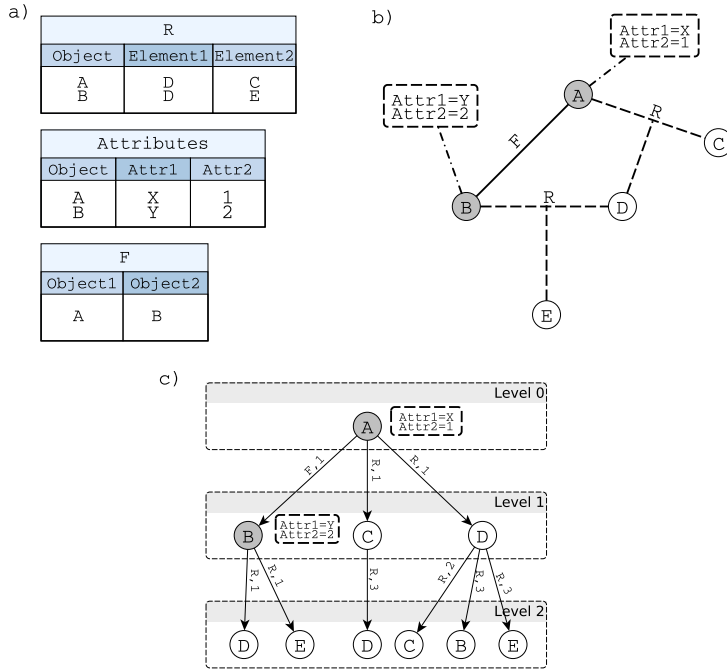 a)
R
Object Element1 Element2
A D C
B D E
Attributes
Object Attr1 Attr2
A X 1
B Y 2
F
Object1 Object2
A B
b)
Attr1=X
Attr2=1
Attr1=Y
Attr2=2
A
R
C
F
B
R
D
E
c)
Level 0
A
Attr1=X
Attr2=1
F,1
R,1
R,1
Level 1
B
Attr1=Y
Attr2=2
C
D
R,1
R,1
R,3
R,2
R,3
R,3
Level 2
D
E
D
C
B
E